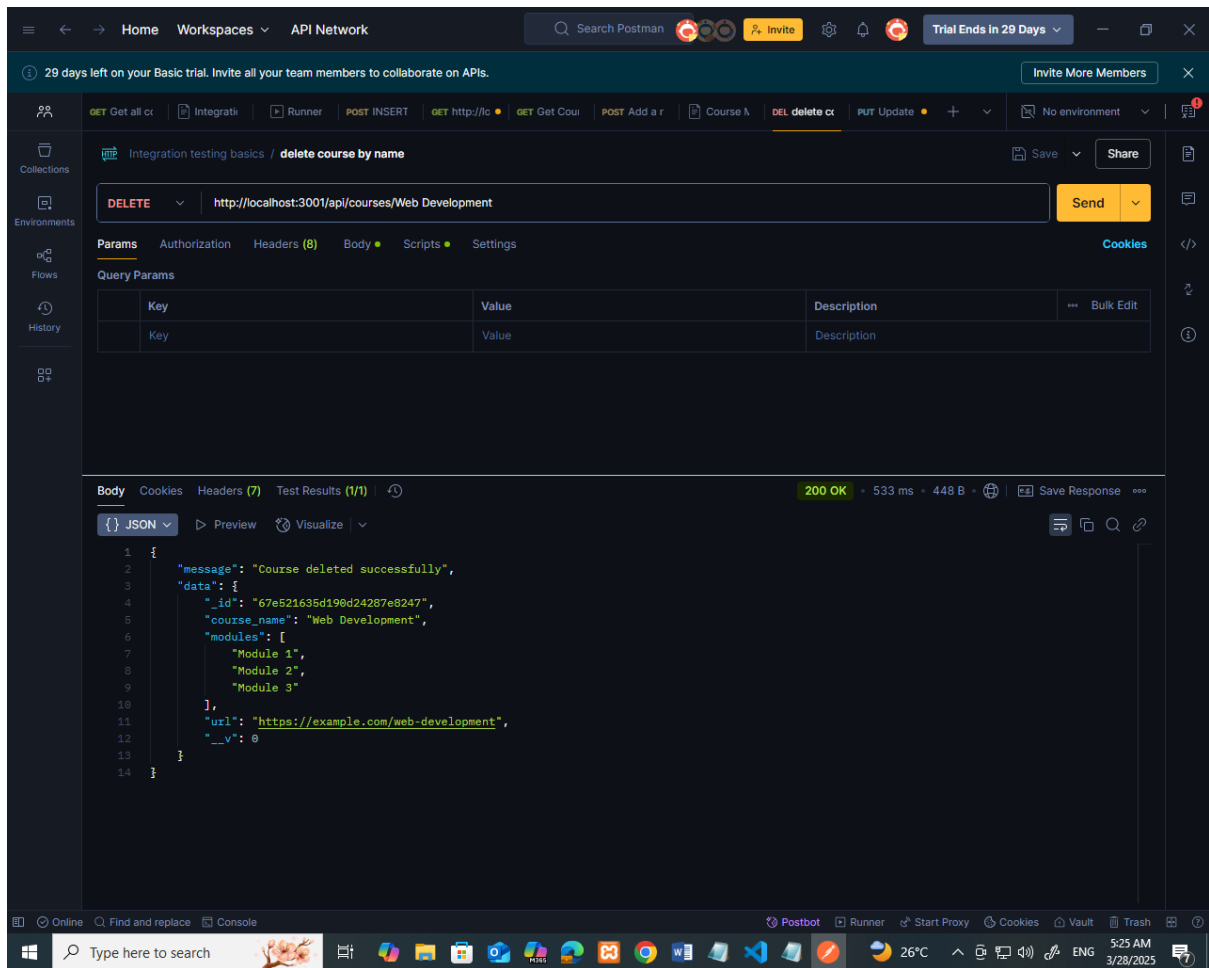 Home Workspaces API Network Search Postman Invite Trial Ends in 29 Days
29 days left on your Basic trial. Invite all your team members to collaborate on APIs. Invite More Members
GET Get all cc Integratic Runner POST INSERT GET http://lc GET Get Cour POST Add a r Course M DEL delete cc PUT Update No environment
Integration testing basics / delete course by name Save Share
Collections
DELETE http://localhost:3001/api/courses/Web Development Send
Environments
Params Authorization Headers (8) Body Scripts Settings Cookies
Flows
Query Params
Key Value Description Bulk Edit
History
Key Value Description
Body Cookies Headers (7) Test Results (1/1) 200 OK 533 ms 448 B e.g. Save Response
{} JSON Preview Visualize
1 {
2 "message": "Course deleted successfully",
3 "data": {
4 "_id": "67e521635d190d24287e8247",
5 "course_name": "Web Development",
6 "modules": [
7 "Module 1",
8 "Module 2",
9 "Module 3"
10 ],
11 "url": "https://example.com/web-development",
12 "__v": 0
13 }
14 }
Online Find and replace Console Postbot Runner Start Proxy Cookies Vault Trash
Type here to search M365 26°C ENG 5:25 AM
3/28/2025
7